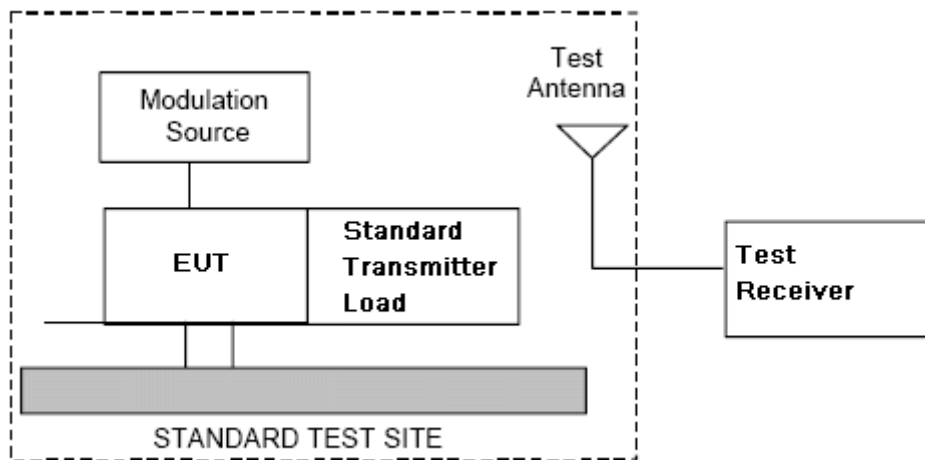 Test
Antenna
Modulation
Source
EUT
Standard
Transmitter
Load
Test
Receiver
STANDARD TEST SITE